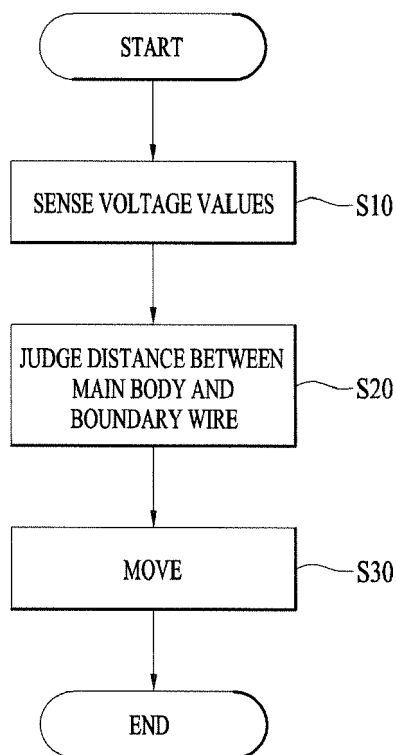 START
SENSE VOLTAGE VALUES
S10
JUDGE DISTANCE BETWEEN
MAIN BODY AND
BOUNDARY WIRE
S20
MOVE
S30
END